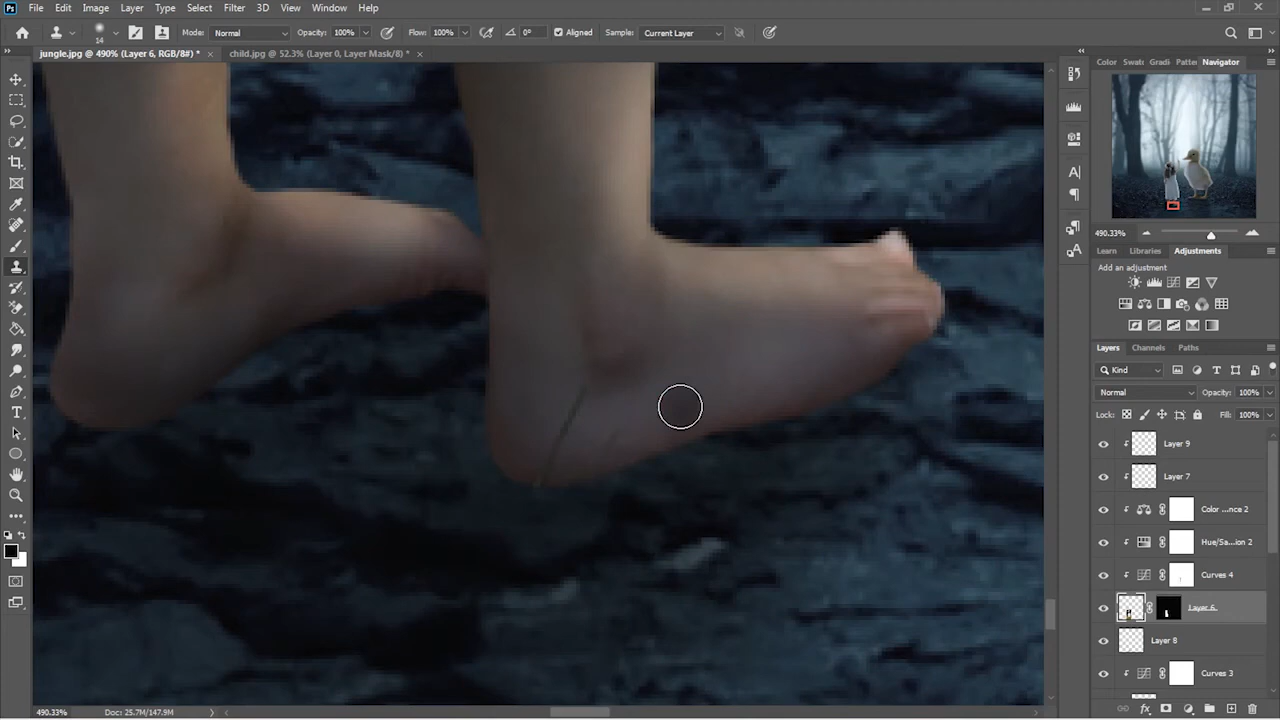 Ps File Edit Image Layer Type Select Filter 3D View Window Help
14 Mode: Normal Opacity: 100% Flow: 100% 0° Aligned Sample: Current Layer
jungle.jpg @ 490% (Layer 6, RGB/8#) * × child.jpg @ 52.3% (Layer 0, Layer Mask/8) * ×
Color Swatc Gradi Patter Navigator
490.33%
Learn Libraries Adjustments
Add an adjustment
Layers Channels Paths
Kind
Normal Opacity: 100%
Lock: Fill: 100%
Layer 9
Layer 7
Color ...nce 2
Hue/Sa...ion 2
Curves 4
Layer 6
Layer 8
Curves 3
490.33% Doc: 25.7M/147.9M